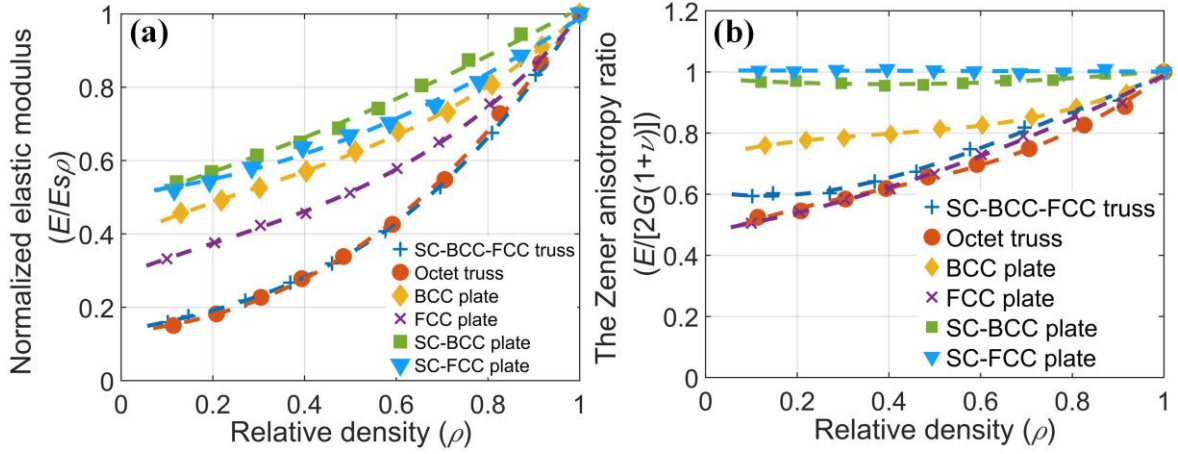 (a)
Normalized elastic modulus
(E/Esρ)
1
0.8
0.6
0.4
0.2
0
0
0.2
0.4
0.6
0.8
1
Relative density (ρ)
SC-BCC-FCC truss
Octet truss
BCC plate
FCC plate
SC-BCC plate
SC-FCC plate
(b)
The Zener anisotropy ratio
(E/[2G(1+ν)])
1.2
1
0.8
0.6
0.4
0.2
0
0
0.2
0.4
0.6
0.8
1
Relative density (ρ)
SC-BCC-FCC truss
Octet truss
BCC plate
FCC plate
SC-BCC plate
SC-FCC plate